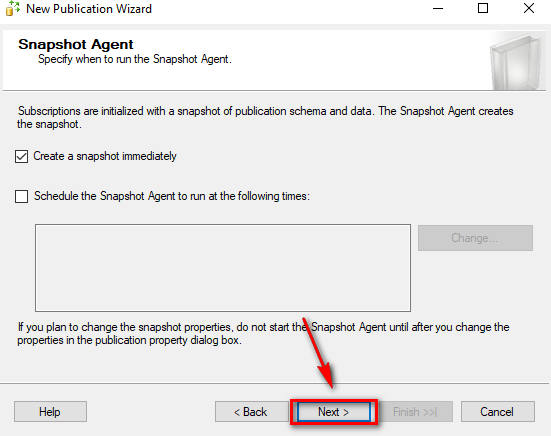 New Publication Wizard
Snapshot Agent
Specify when to run the Snapshot Agent.
Subscriptions are initialized with a snapshot of publication schema and data. The Snapshot Agent creates
the snapshot.
Create a snapshot immediately
Schedule the Snapshot Agent to run at the following times:
Change...
If you plan to change the snapshot properties, do not start the Snapshot Agent until after you change the
properties in the publication property dialog box.
Help
< Back
Next >
Finish >>|
Cancel